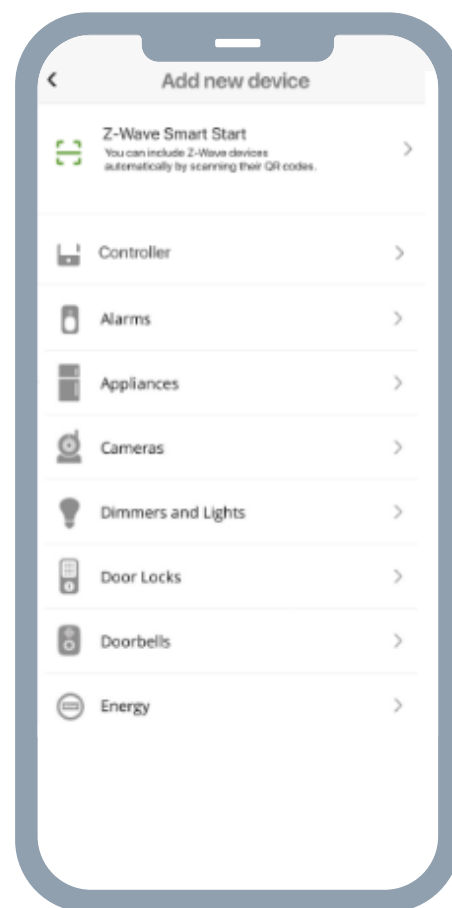 Add new device
Z-Wave Smart Start
You can include Z-Wave devices
automatically by scanning their QR codes.
Controller
Alarms
Appliances
Cameras
Dimmers and Lights
Door Locks
Doorbells
Energy